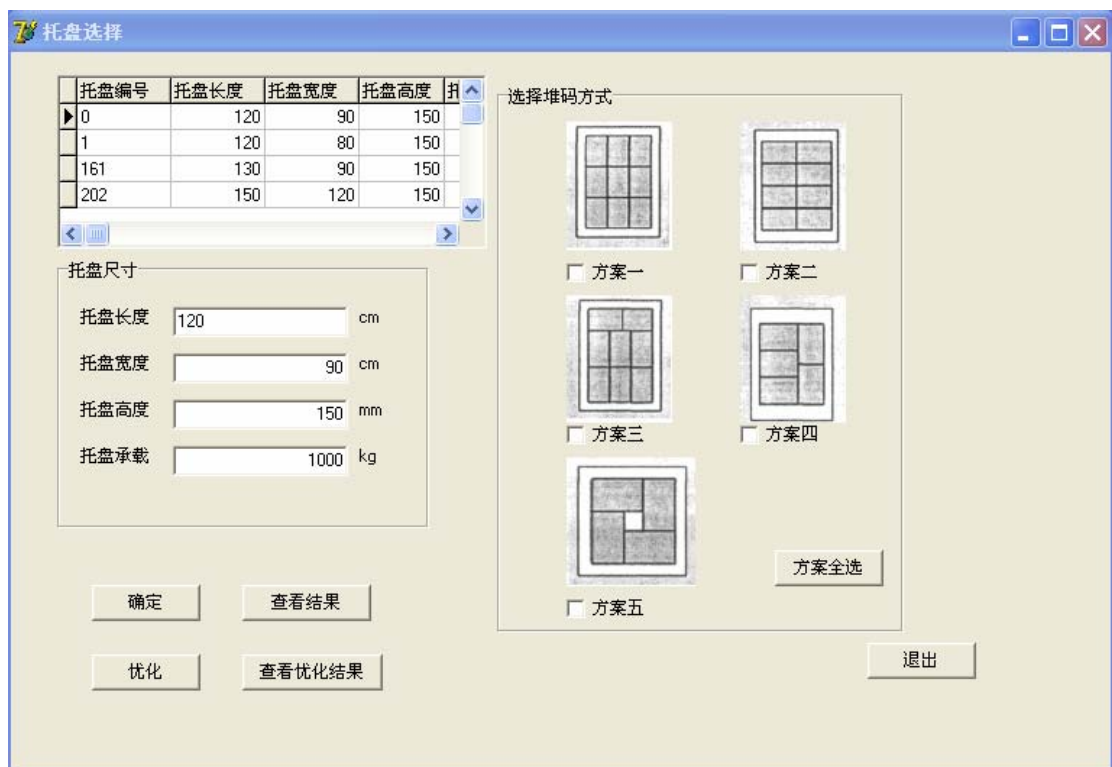 托盘选择
托盘编号 托盘长度 托盘宽度 托盘高度
0 120 90 150
1 120 80 150
161 130 90 150
202 150 120 150
托盘尺寸
托盘长度 120 cm
托盘宽度 90 cm
托盘高度 150 mm
托盘承载 1000 kg
确定 查看结果
优化 查看优化结果
选择堆码方式
方案一 方案二
方案三 方案四
方案五
方案全选
退出